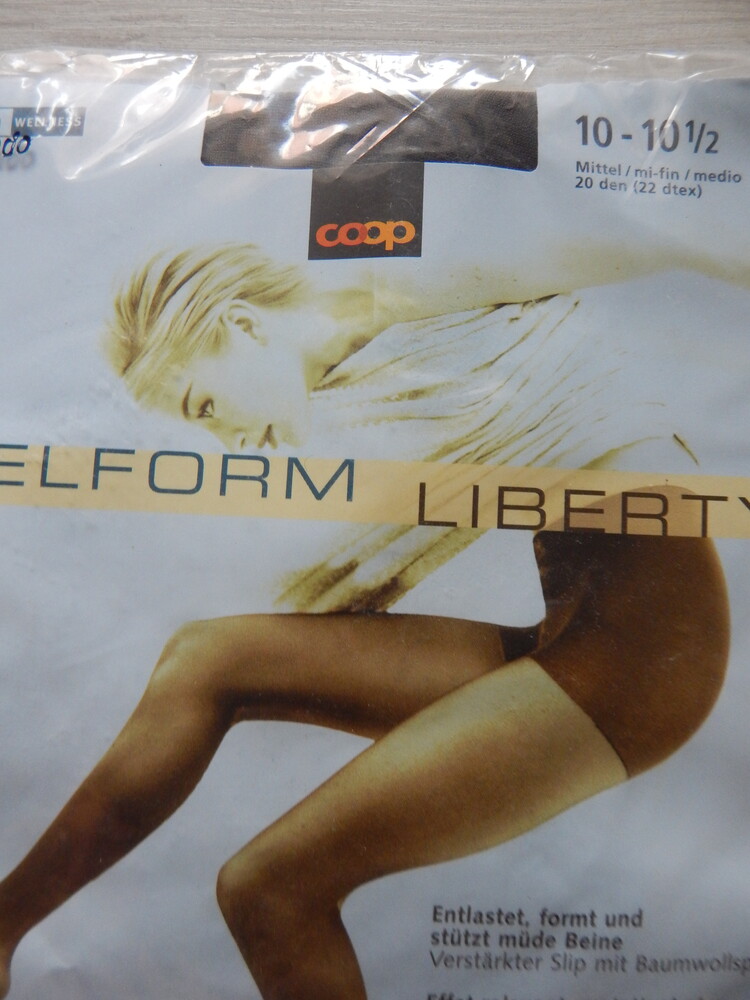 WELLNESS
10 - 10 1/2
Mittel / mi-fin / medio
20 den (22 dtex)
coop
ELFORM LIBERTY
Entlastet, formt und
stützt müde Beine
Verstärkter Slip mit Baumwollsp